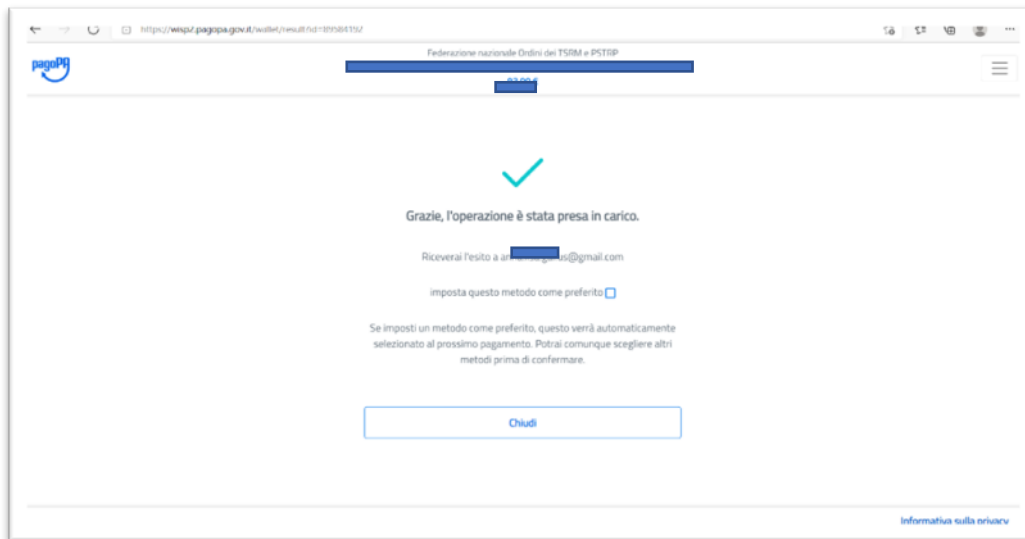 https://wisp2.pagopa.gov.it/wallet/result?id=89584192
Federazione nazionale Ordini dei TSRM e PSTRP
pagoPA
Grazie, l'operazione è stata presa in carico.
Riceverai l'esito a an us@gmail.com
imposta questo metodo come preferito
Se imposti un metodo come preferito, questo verrà automaticamente
selezionato al prossimo pagamento. Potrai comunque scegliere altri
metodi prima di confermare.
Chiudi
Informativa sulla privacy